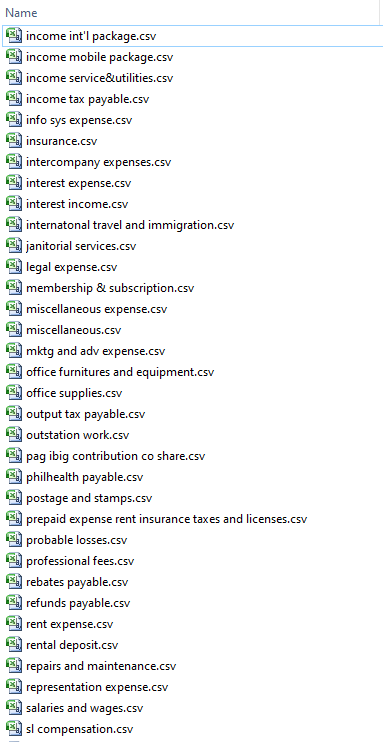 Name
income int'l package.csv
income mobile package.csv
income service&utilities.csv
income tax payable.csv
info sys expense.csv
insurance.csv
intercompany expenses.csv
interest expense.csv
interest income.csv
internatonal travel and immigration.csv
janitorial services.csv
legal expense.csv
membership & subscription.csv
miscellaneous expense.csv
miscellaneous.csv
mktg and adv expense.csv
office furnitures and equipment.csv
office supplies.csv
output tax payable.csv
outstation work.csv
pag ibig contribution co share.csv
philhealth payable.csv
postage and stamps.csv
prepaid expense rent insurance taxes and licenses.csv
probable losses.csv
professional fees.csv
rebates payable.csv
refunds payable.csv
rent expense.csv
rental deposit.csv
repairs and maintenance.csv
representation expense.csv
salaries and wages.csv
sl compensation.csv